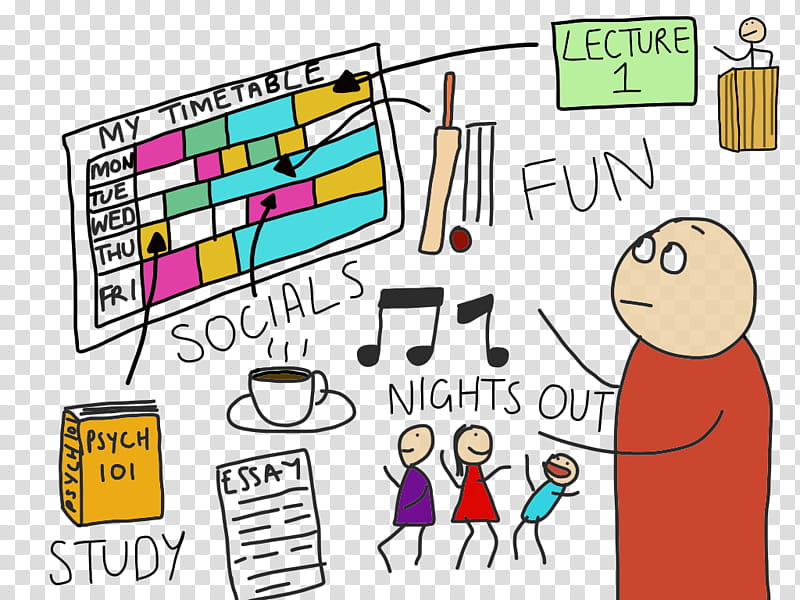 LECTURE
1
MY TIMETABLE
MON
TUE
WED
THU
FRI
FUN
SOCIALS
NIGHTS OUT
PSYCH 101
PSYCH
101
ESSAY
STUDY